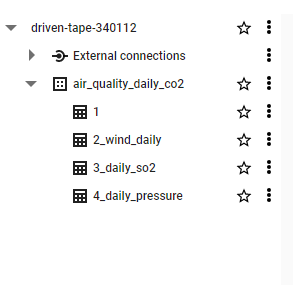 driven-tape-340112
External connections
air_quality_daily_co2
1
2_wind_daily
3_daily_so2
4_daily_pressure